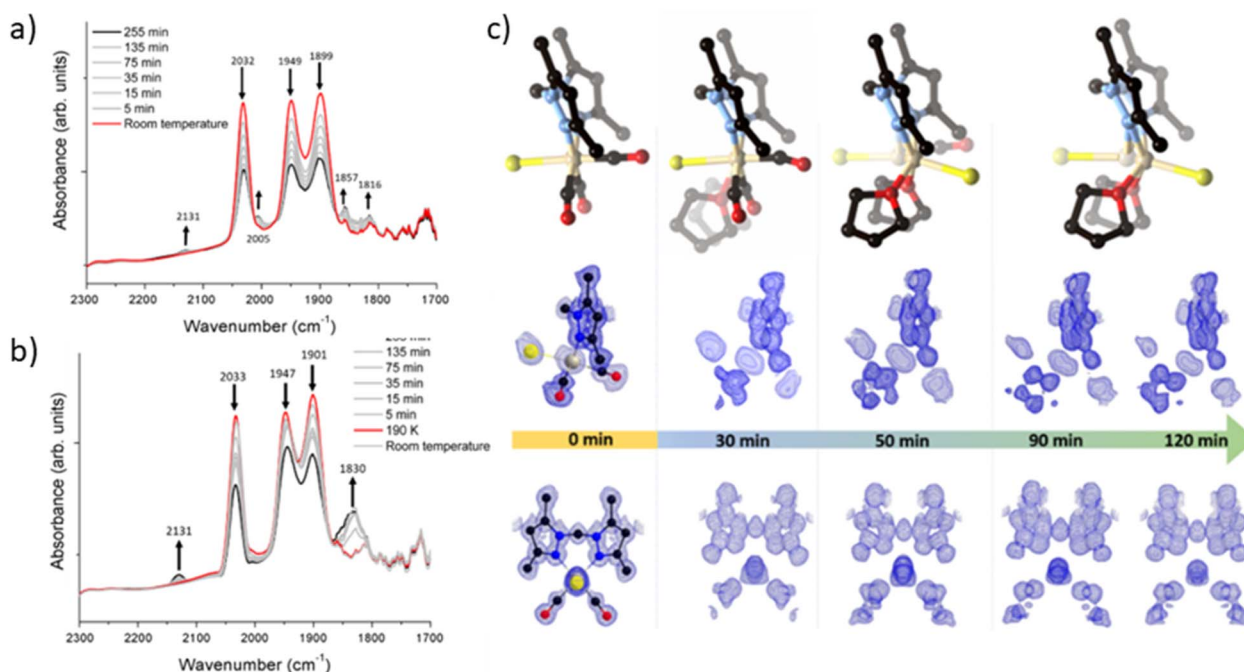 a)
255 min
135 min
75 min
35 min
15 min
5 min
Room temperature
2032
1949
1899
1857
1816
2131
2005
Absorbance (arb. units)
2300 2200 2100 2000 1900 1800 1700
Wavenumber (cm-1)
b)
135 min
75 min
35 min
15 min
5 min
190 K
Room temperature
2033
1947
1901
1830
2131
Absorbance (arb. units)
2300 2200 2100 2000 1900 1800 1700
Wavenumber (cm-1)
c)
0 min 30 min 50 min 90 min 120 min